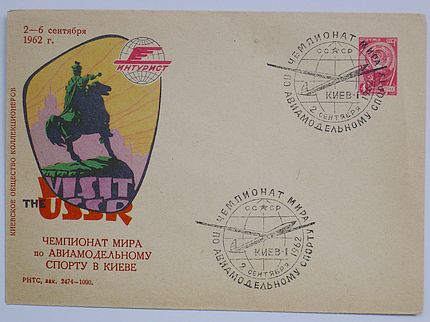 2–6 сентября
1962 г.
ИНТУРИСТ
КИЕВСКОЕ ОБЩЕСТВО КОЛЛЕКЦИОНЕРОВ
VISIT
THE USSR
ЧЕМПИОНАТ МИРА
по АВИАМОДЕЛЬНОМУ
СПОРТУ В КИЕВЕ
РНТС, зак. 2474—1000.
ЧЕМПИОНАТ МИРА
ПО АВИАМОДЕЛЬНОМУ СПОРТУ
СССР
КИЕВ-1
2 СЕНТЯБРЯ
ЧЕМПИОНАТ МИРА
ПО АВИАМОДЕЛЬНОМУ СПОРТУ
СССР
КИЕВ-1
2 СЕНТЯБРЯ
1962